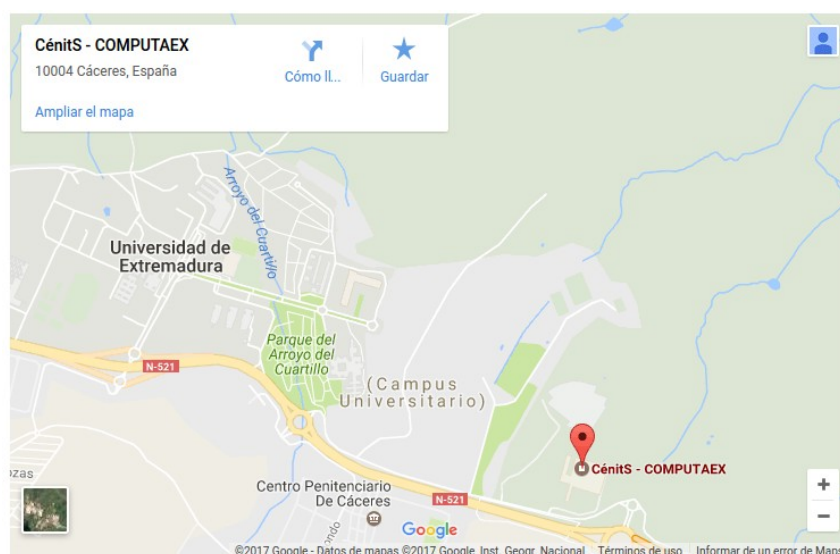 CénitS - COMPUTAEX
10004 Cáceres, España
Cómo ll...
Guardar
Ampliar el mapa
Arroyo del Cuartillo
Universidad de
Extremadura
Parque del
Arroyo del
Cuartillo
N-521
(Campus
Universitario)
CénitS - COMPUTAEX
Centro Penitenciario
De Cáceres
N-521
Google
©2017 Google - Datos de mapas ©2017 Google, Inst. Geogr. Nacional
Términos de uso
Informar de un error de Maps